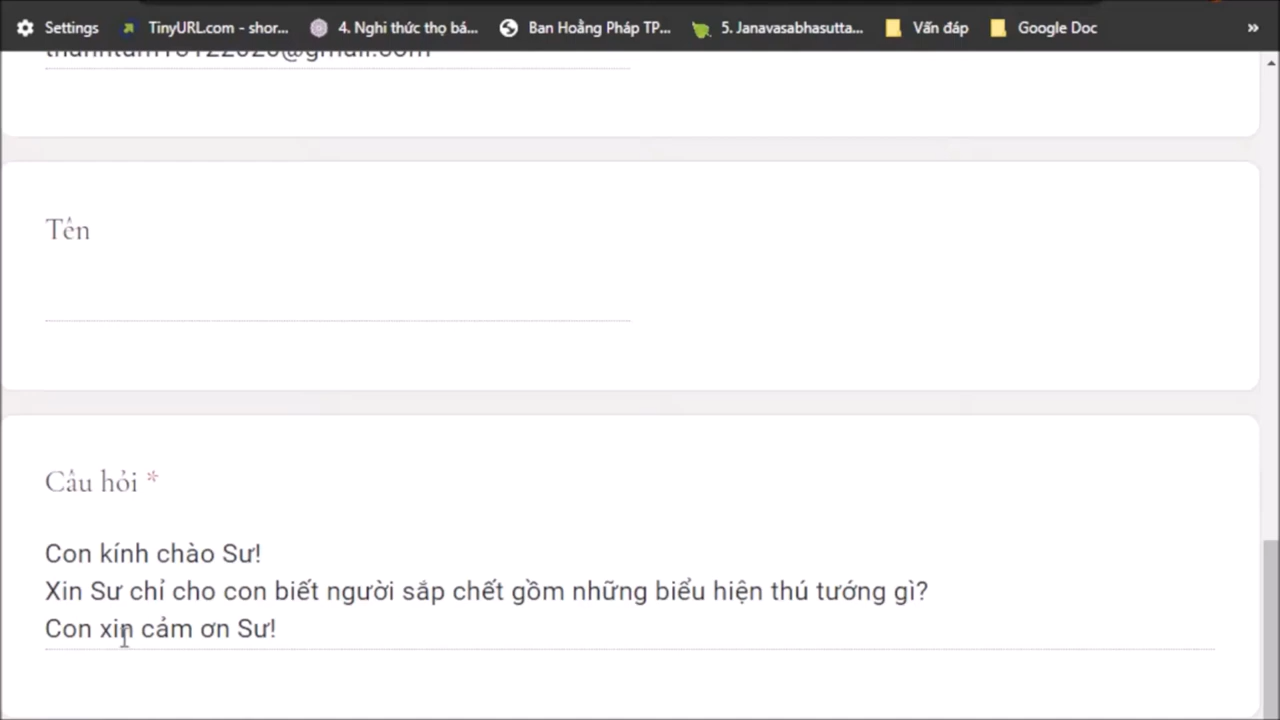 Settings
TinyURL.com - shor...
4. Nghi thức thọ bá...
Ban Hoằng Pháp TP...
5. Janavasabhasutta...
Vấn đáp
Google Doc
»
Tên
Câu hỏi *
Con kính chào Sư!
Xin Sư chỉ cho con biết người sắp chết gồm những biểu hiện thú tướng gì?
Con xin cảm ơn Sư!